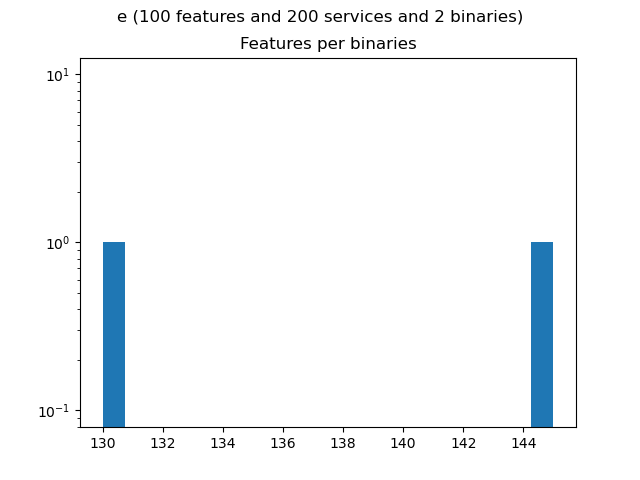 e (100 features and 200 services and 2 binaries)
Features per binaries
10¹
10⁰
10⁻¹
130 132 134 136 138 140 142 144